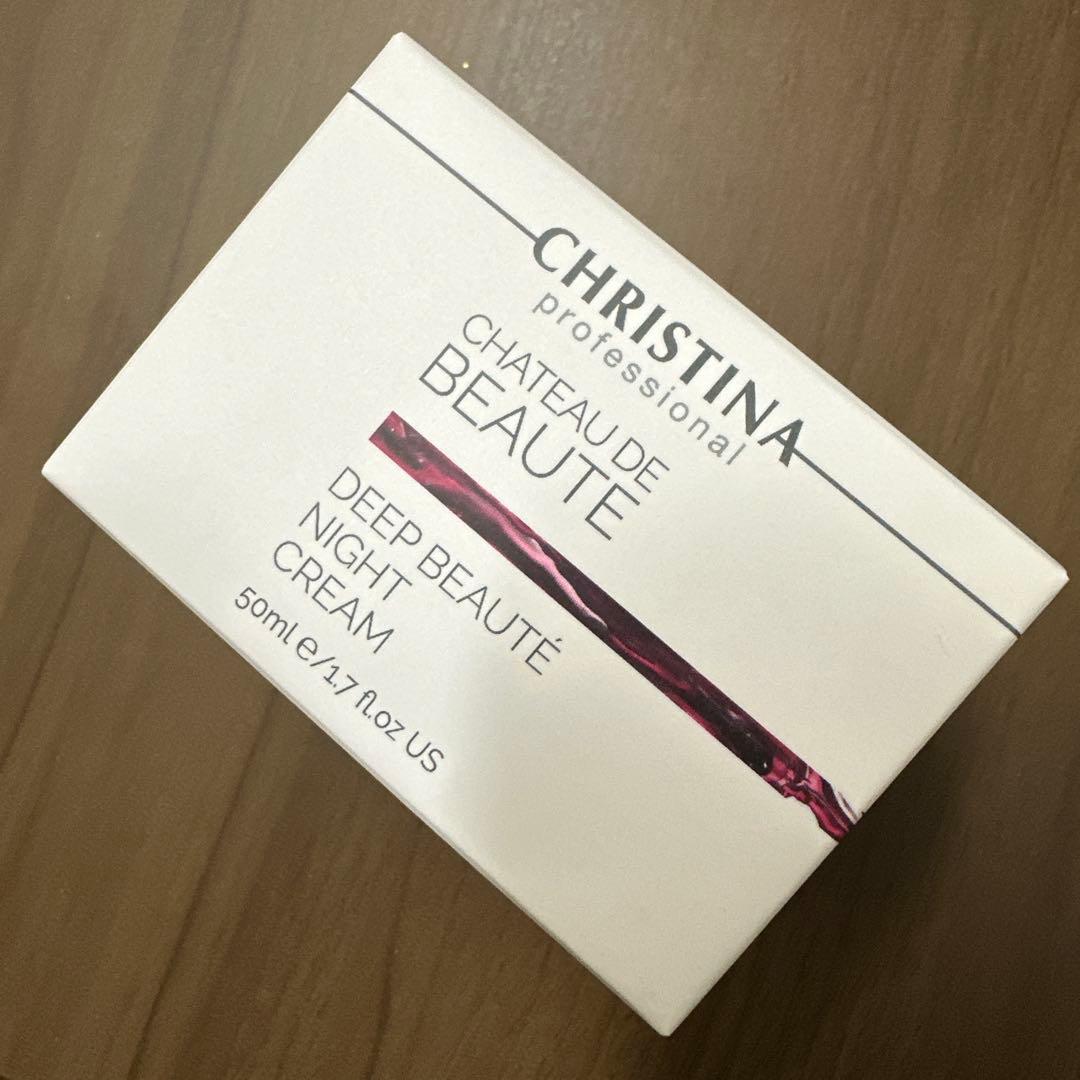 CHRISTINA
professional
CHATEAU DE
BEAUTE
DEEP BEAUTÉ
NIGHT
CREAM
50ml e/1.7 fl.oz US